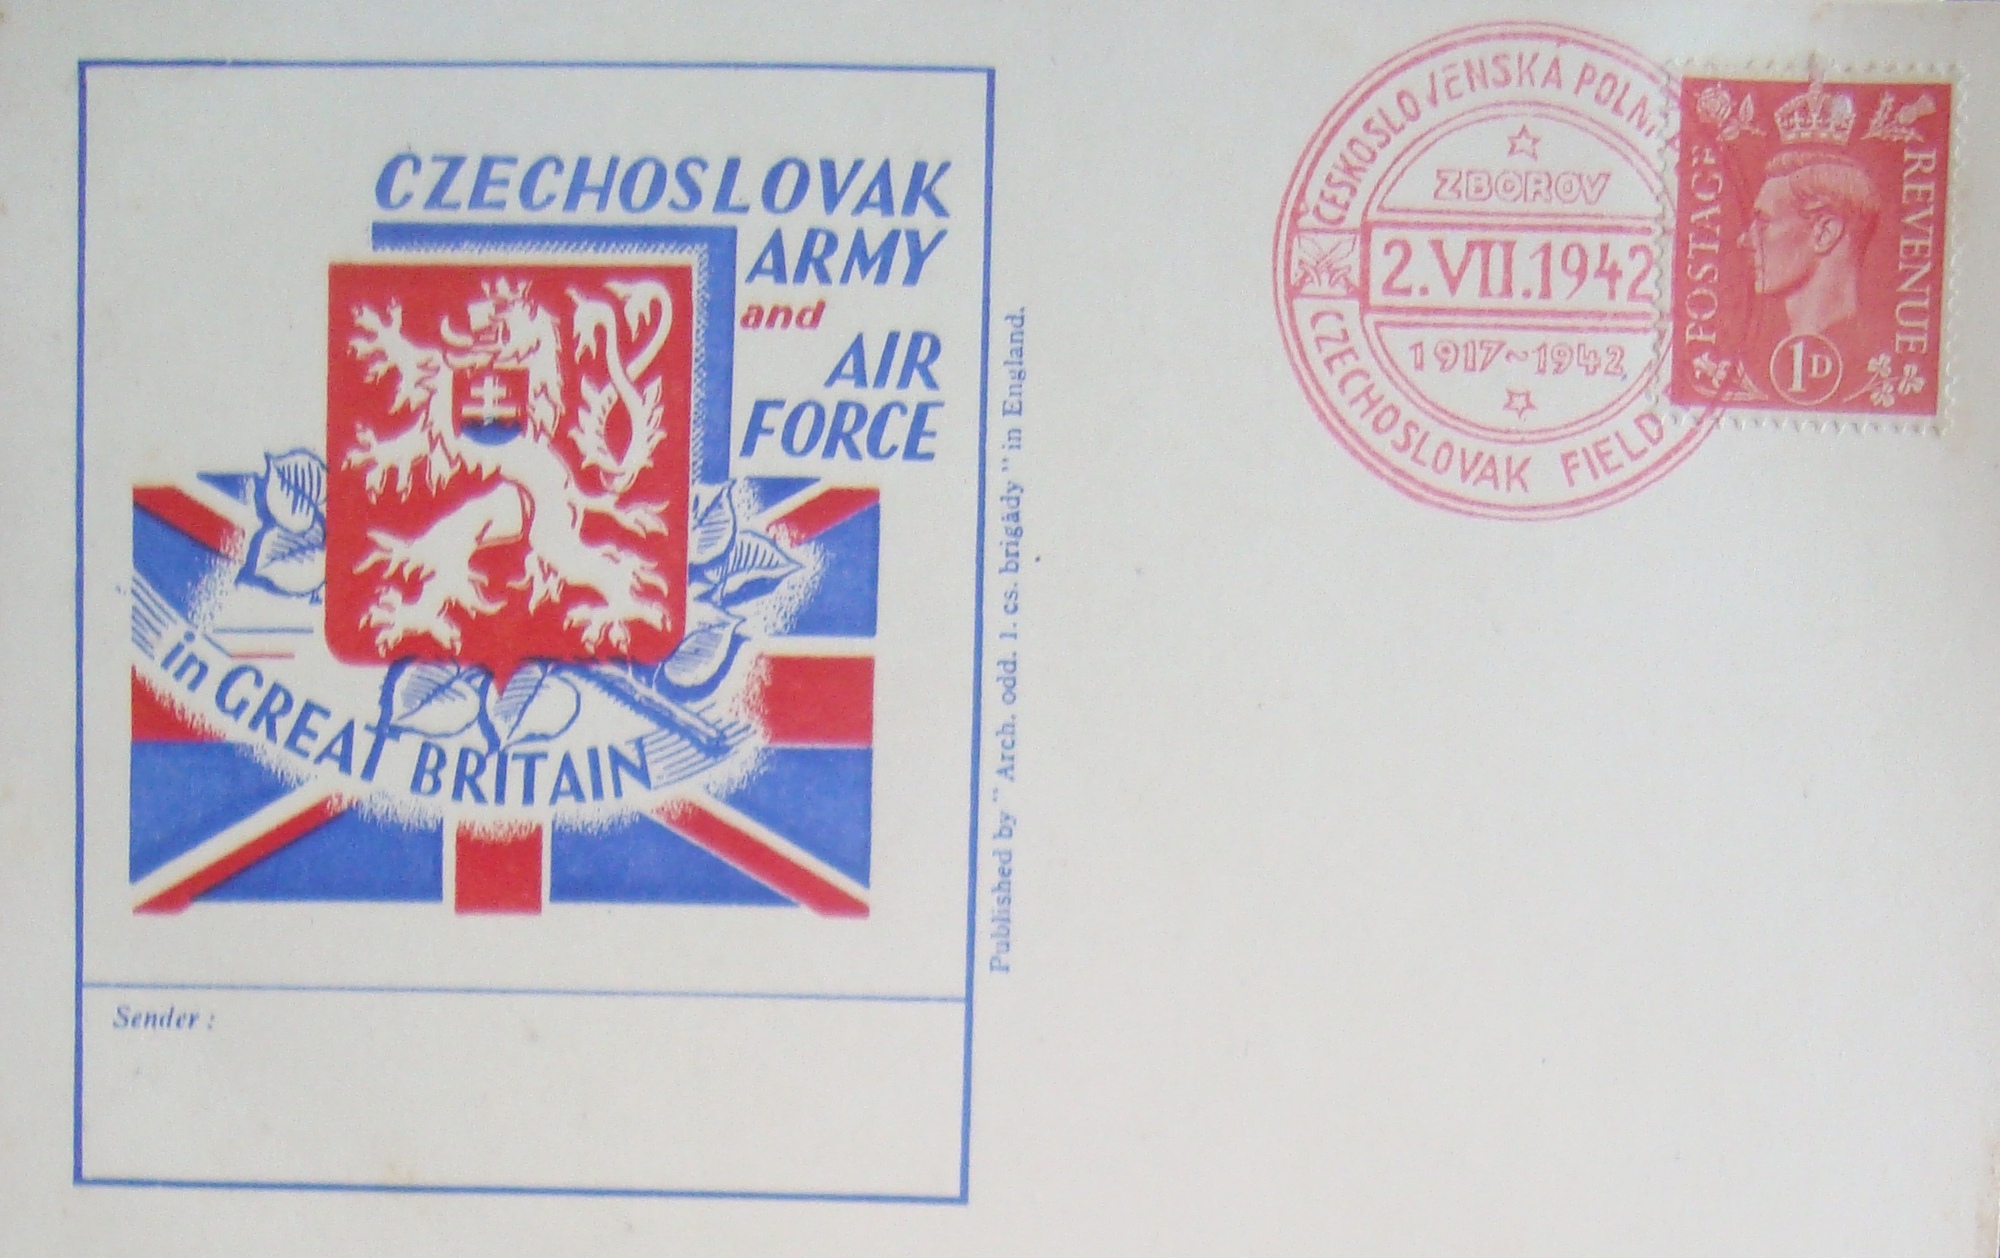 CZECHOSLOVAK
ARMY
and
AIR
FORCE
in GREAT BRITAIN
Sender :
Published by "Arch. odd. 1. cs. brigády" in England.
ČESKOSLOVENSKÁ POLNÍ
ZBOROV
2.VII.1942
1917~1942
CZECHOSLOVAK FIELD
POSTAGE
REVENUE
1D